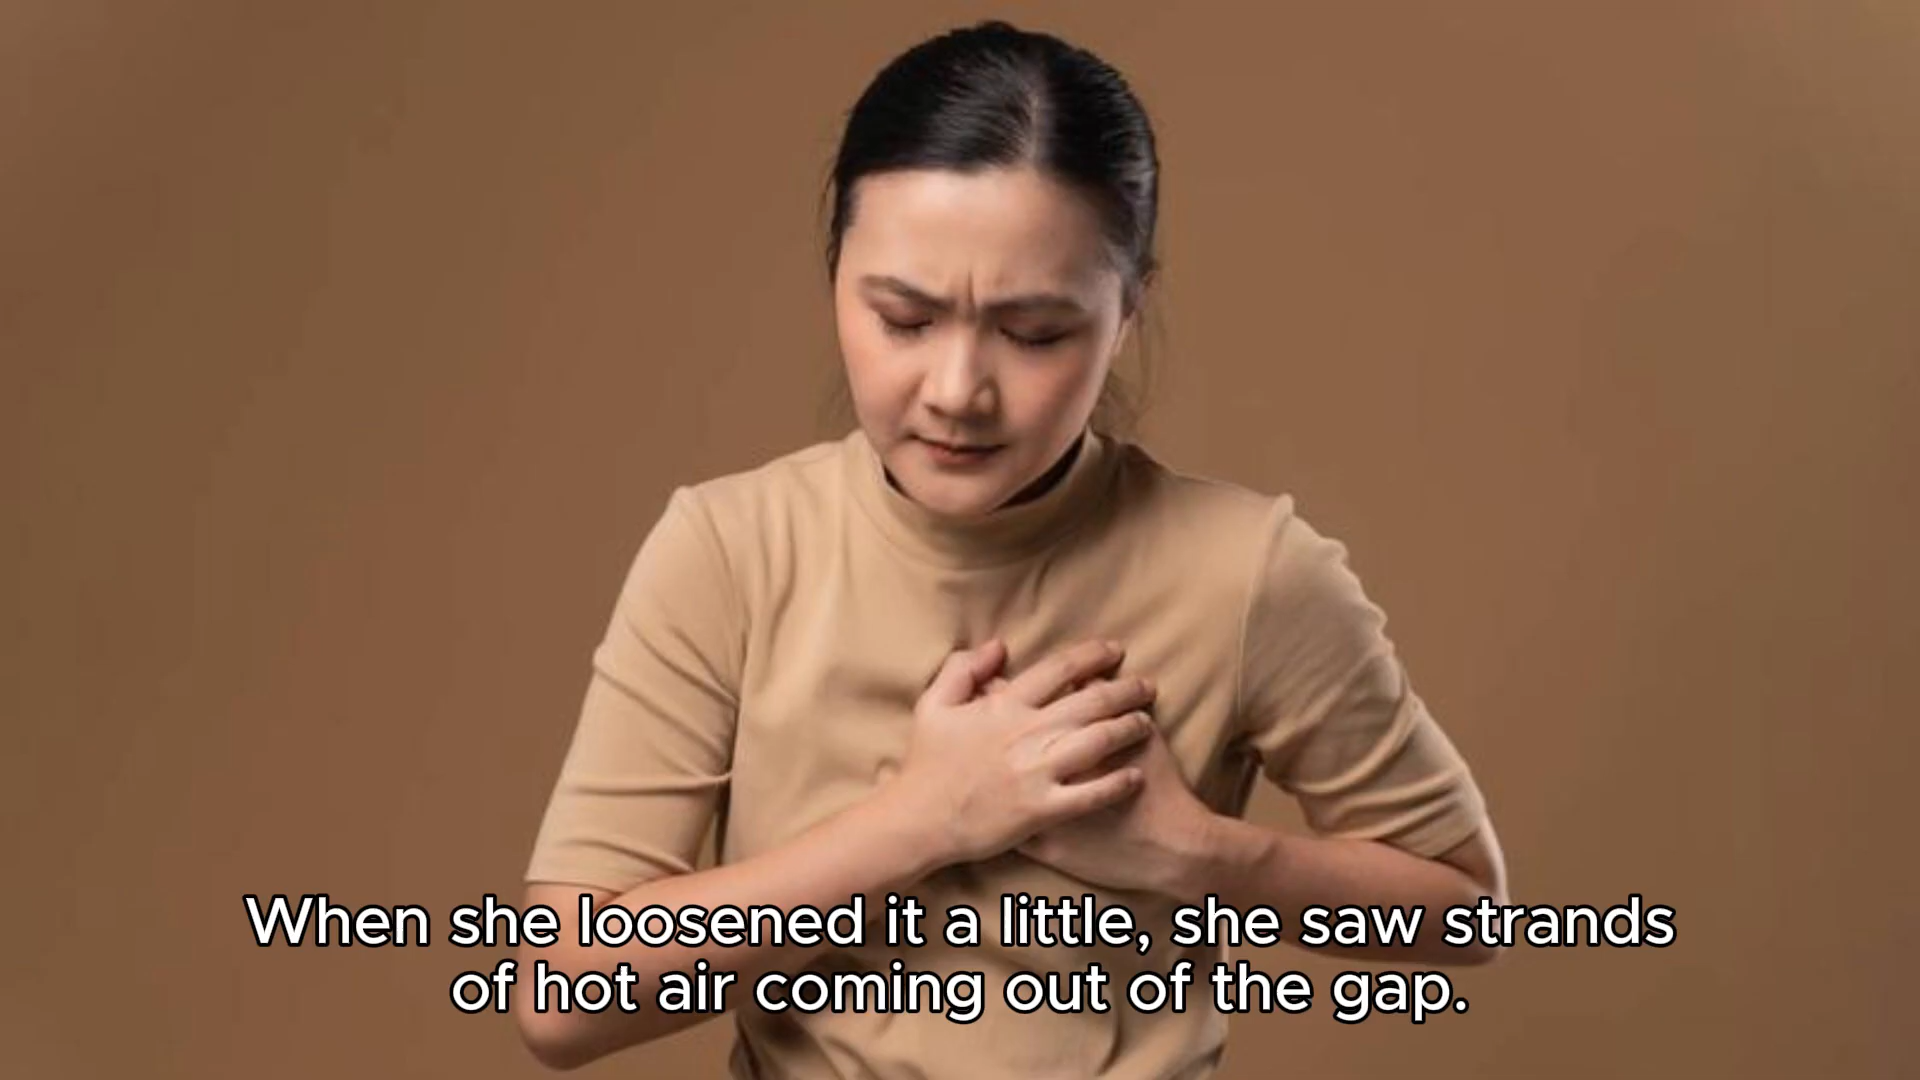 When she loosened it a little, she saw strands
of hot air coming out of the gap.